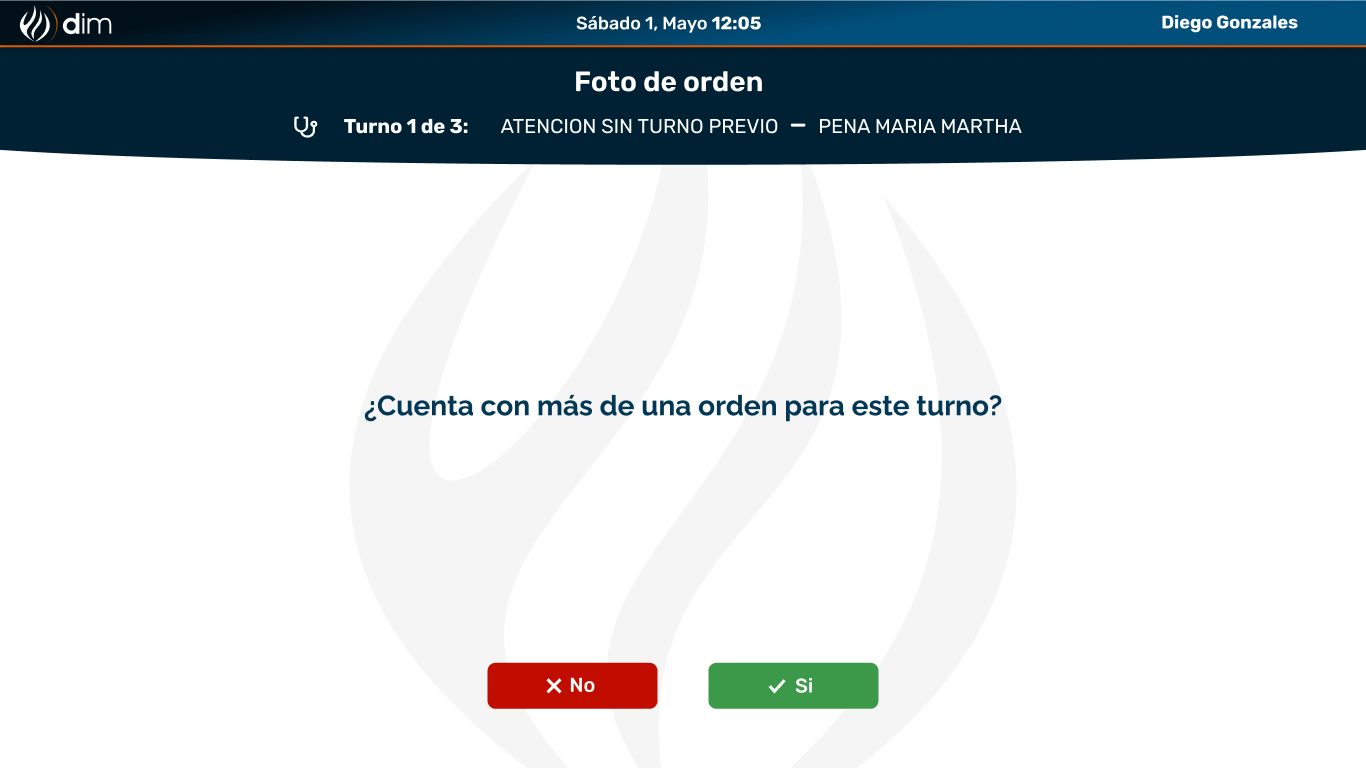 dim
Sábado 1, Mayo 12:05
Diego Gonzales
Foto de orden
Turno 1 de 3: ATENCION SIN TURNO PREVIO — PENA MARIA MARTHA
¿Cuenta con más de una orden para este turno?
No
Si